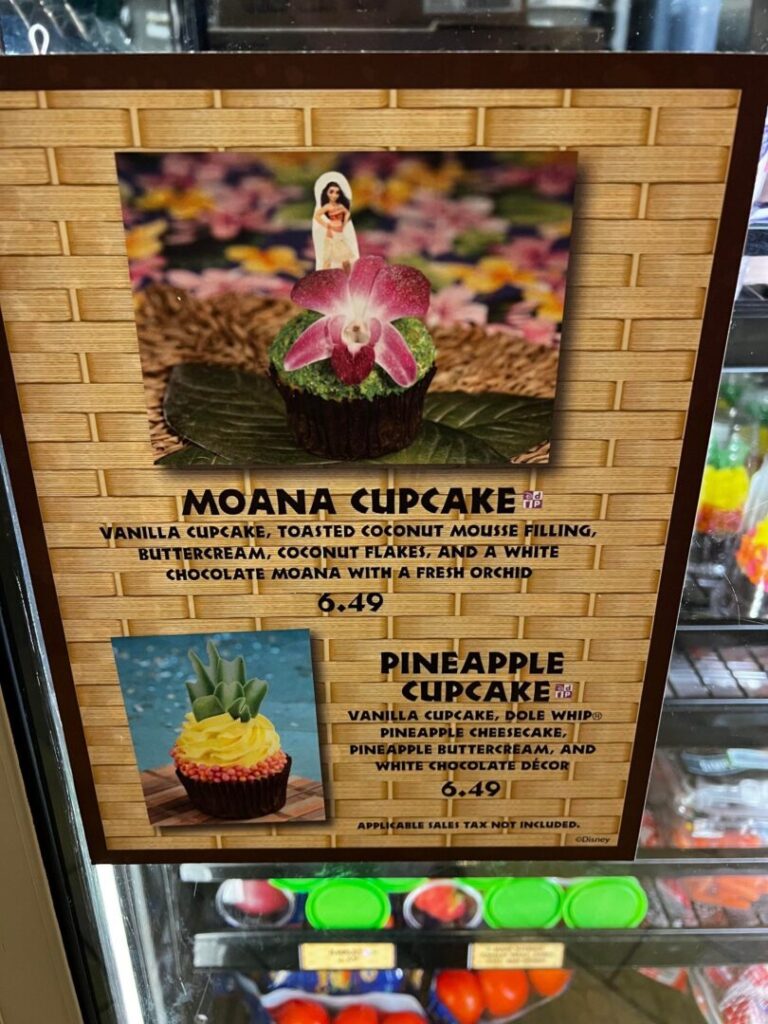 MOANA CUPCAKE
VANILLA CUPCAKE, TOASTED COCONUT MOUSSE FILLING,
BUTTERCREAM, COCONUT FLAKES, AND A WHITE
CHOCOLATE MOANA WITH A FRESH ORCHID
6.49
PINEAPPLE
CUPCAKE
VANILLA CUPCAKE, DOLE WHIP®
PINEAPPLE CHEESECAKE,
PINEAPPLE BUTTERCREAM, AND
WHITE CHOCOLATE DÉCOR
6.49
APPLICABLE SALES TAX NOT INCLUDED.
©Disney